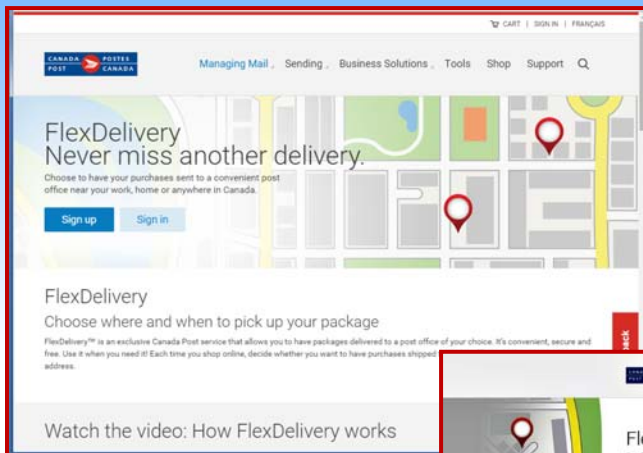 CART | SIGN IN | FRANÇAIS
CANADA POSTES
POST CANADA
Managing Mail Sending Business Solutions Tools Shop Support
FlexDelivery
Never miss another delivery.
Choose to have your purchases sent to a convenient post
office near your work, home or anywhere in Canada.
Sign up Sign in
FlexDelivery
Choose where and when to pick up your package
FlexDelivery™ is an exclusive Canada Post service that allows you to have packages delivered to a post office of your choice. It's convenient, secure and
free. Use it when you need it! Each time you shop online, decide whether you want to have purchases shipped
address.
Watch the video: How FlexDelivery works